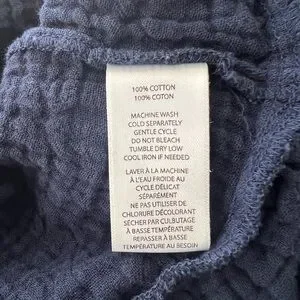 100% COTTON
100% COTON
MACHINE WASH
COLD SEPARATELY
GENTLE CYCLE
DO NOT BLEACH
TUMBLE DRY LOW
COOL IRON IF NEEDED
LAVER À LA MACHINE
À L'EAU FROIDE AU
CYCLE DÉLICAT
SÉPARÉMENT
NE PAS UTILISER DE
CHLORURE DÉCOLORANT
SÉCHER PAR CULBUTAGE
À BASSE TEMPÉRATURE
REPASSER À BASSE
TEMPÉRATURE AU BESOIN